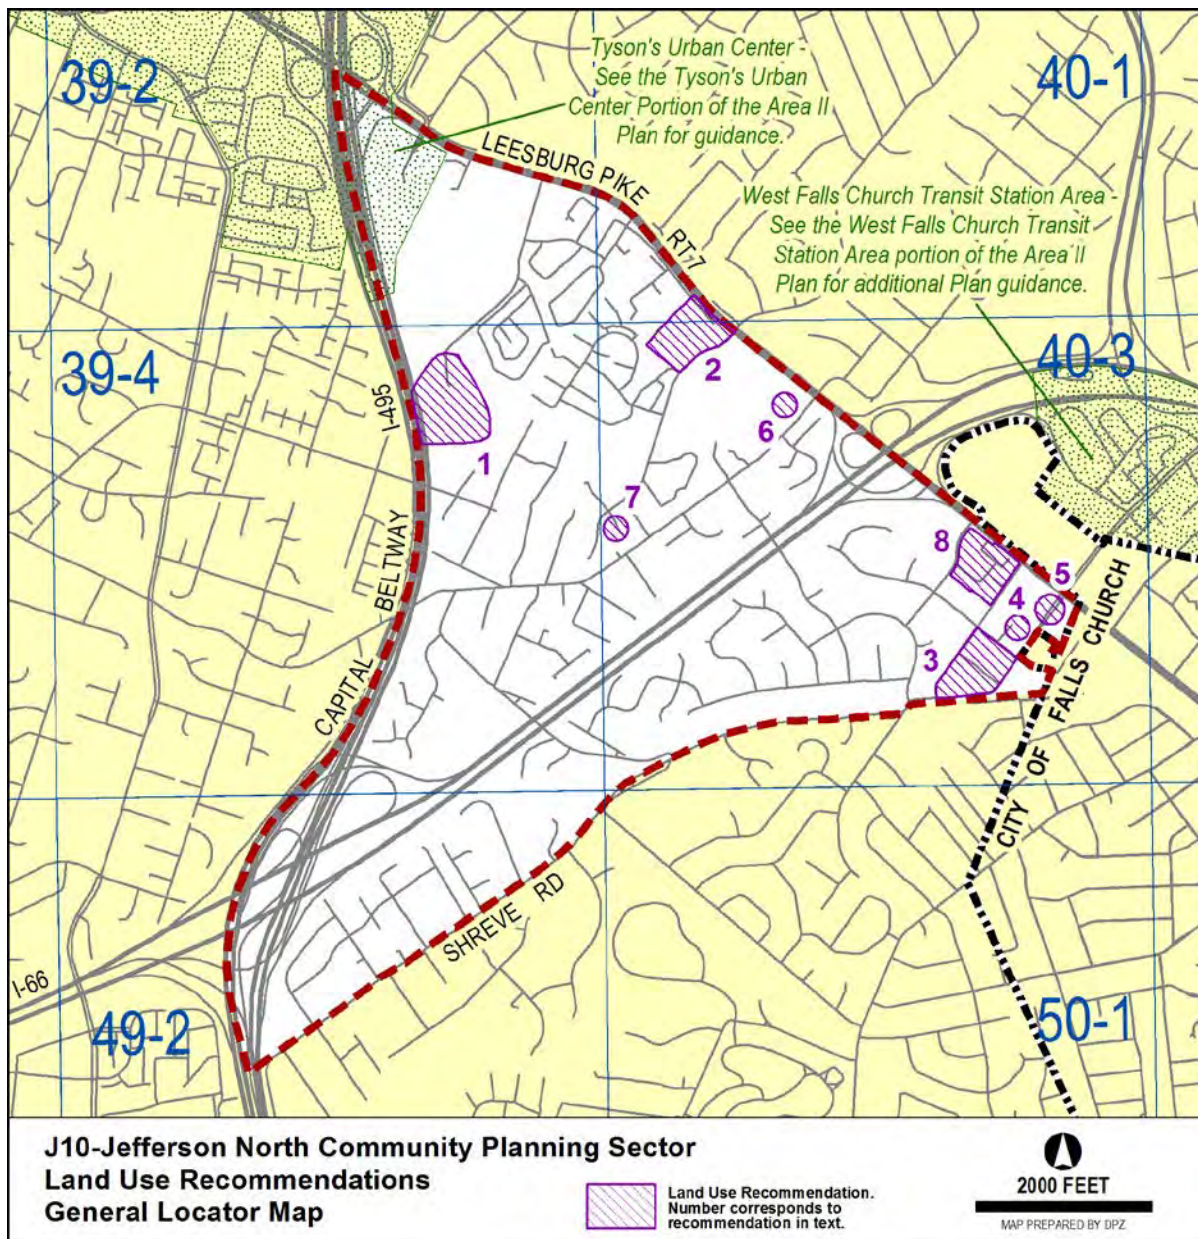 39-2
Tyson's Urban Center -
See the Tyson's Urban
Center Portion of the Area II
Plan for guidance.
40-1
LEESBURG PIKE
RT. 7
West Falls Church Transit Station Area -
See the West Falls Church Transit
Station Area portion of the Area II
Plan for additional Plan guidance.
39-4
40-3
I-495
1
2
6
7
8
5
4
3
CAPITAL BELTWAY
CITY OF FALLS CHURCH
SHREVE RD
I-66
49-2
50-1
J10-Jefferson North Community Planning Sector
Land Use Recommendations
General Locator Map
Land Use Recommendation.
Number corresponds to
recommendation in text.
2000 FEET
MAP PREPARED BY DPZ